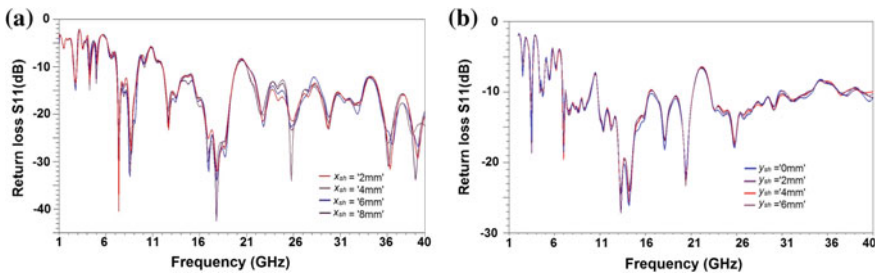 (a)
0
-10
-20
-30
-40
Return loss S11(dB)
xsh = '2mm'
xsh = '4mm'
xsh = '6mm'
xsh = '8mm'
1 6 11 16 21 26 31 36 40
Frequency (GHz)
(b)
0
-10
-20
-30
Return loss S11(dB)
ysh ='0mm'
ysh ='2mm'
ysh ='4mm'
ysh ='6mm'
1 6 11 16 21 26 31 36 40
Frequency (GHz)